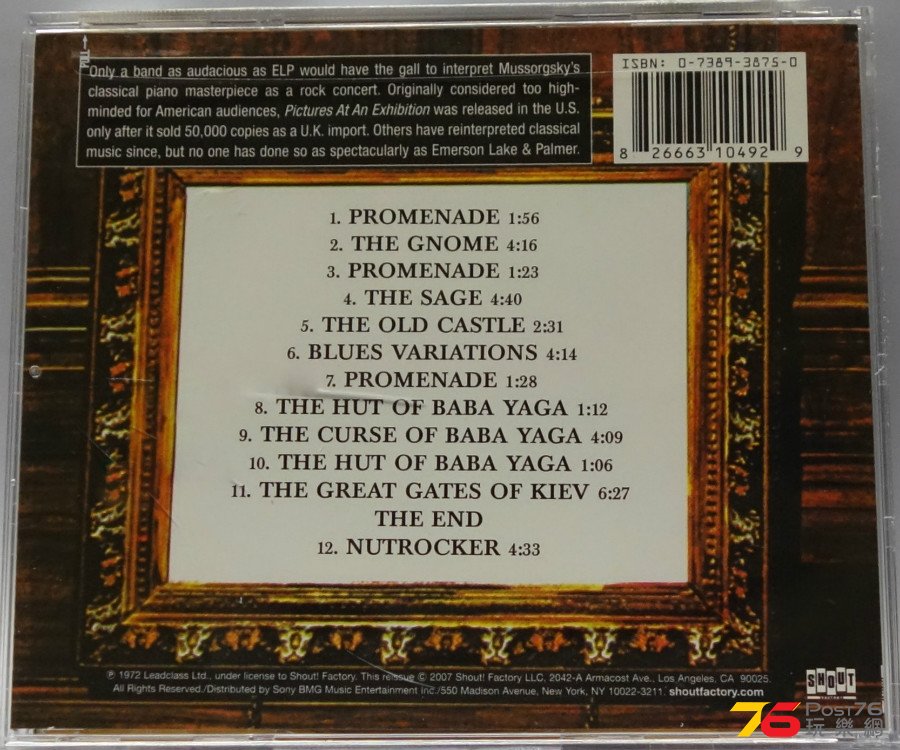 PULL
Only a band as audacious as ELP would have the gall to interpret Mussorgsky's
classical piano masterpiece as a rock concert. Originally considered too high-
minded for American audiences, Pictures At An Exhibition was released in the U.S.
only after it sold 50,000 copies as a U.K. import. Others have reinterpreted classical
music since, but no one has done so as spectacularly as Emerson Lake & Palmer.
ISBN: 0-7389-3875-0
8 26663 10492 9
1. PROMENADE 1:56
2. THE GNOME 4:16
3. PROMENADE 1:23
4. THE SAGE 4:40
5. THE OLD CASTLE 2:31
6. BLUES VARIATIONS 4:14
7. PROMENADE 1:28
8. THE HUT OF BABA YAGA 1:12
9. THE CURSE OF BABA YAGA 4:09
10. THE HUT OF BABA YAGA 1:06
11. THE GREAT GATES OF KIEV 6:27
THE END
12. NUTROCKER 4:33
℗ 1972 Leadclass Ltd., under license to Shout! Factory. This reissue © 2007 Shout! Factory LLC. 2042-A Armacost Ave., Los Angeles, CA 90025.
All Rights Reserved./Distributed by Sony BMG Music Entertainment Inc./550 Madison Avenue, New York, NY 10022-3211. shoutfactory.com
SHOUT
76 Post76
玩樂網